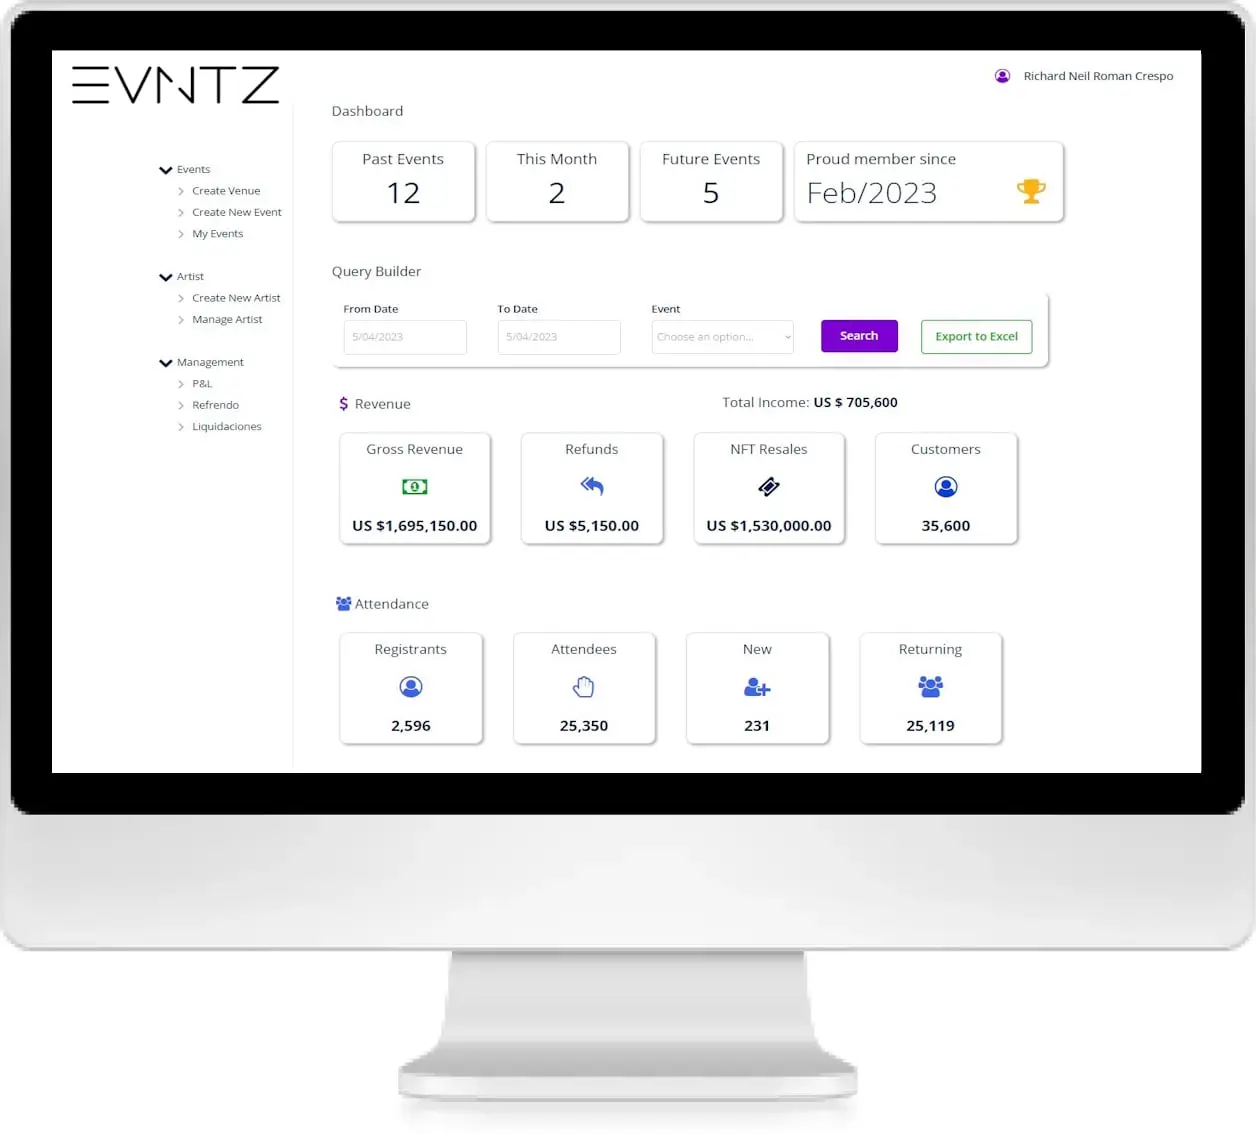 EVNTZ
Richard Neil Roman Crespo
Events
Create Venue
Create New Event
My Events
Artist
Create New Artist
Manage Artist
Management
P&L
Refrendo
Liquidaciones
Dashboard
Past Events
12
This Month
2
Future Events
5
Proud member since
Feb/2023
Query Builder
From Date
5/04/2023
To Date
5/04/2023
Event
Choose an option...
Search
Export to Excel
$ Revenue
Total Income: US $ 705,600
Gross Revenue
US $1,695,150.00
Refunds
US $5,150.00
NFT Resales
US $1,530,000.00
Customers
35,600
Attendance
Registrants
2,596
Attendees
25,350
New
231
Returning
25,119